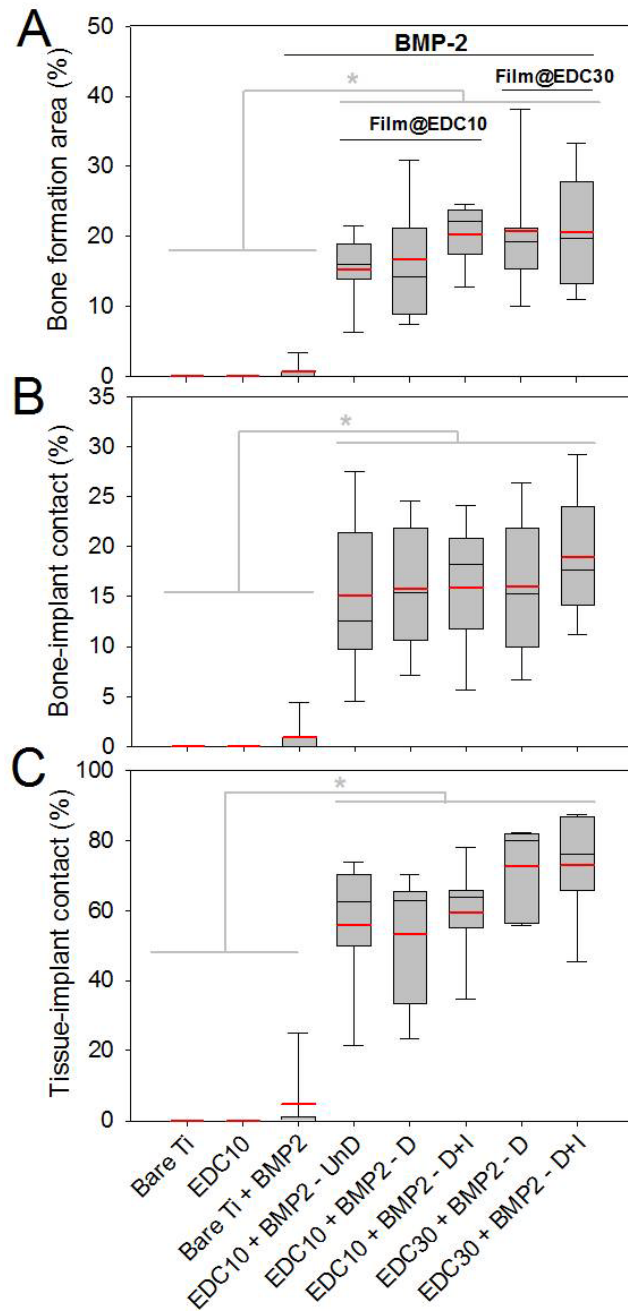 A
BMP-2
*
Film@EDC30
Film@EDC10
Bone formation area (%)
50
40
30
20
10
0
B
*
Bone-implant contact (%)
35
30
25
20
15
10
5
0
C
*
Tissue-implant contact (%)
100
80
60
40
20
0
Bare Ti
EDC10
Bare Ti + BMP2
EDC10 + BMP2 - UnD
EDC10 + BMP2 - D
EDC10 + BMP2 - D+I
EDC30 + BMP2 - D
EDC30 + BMP2 - D+I